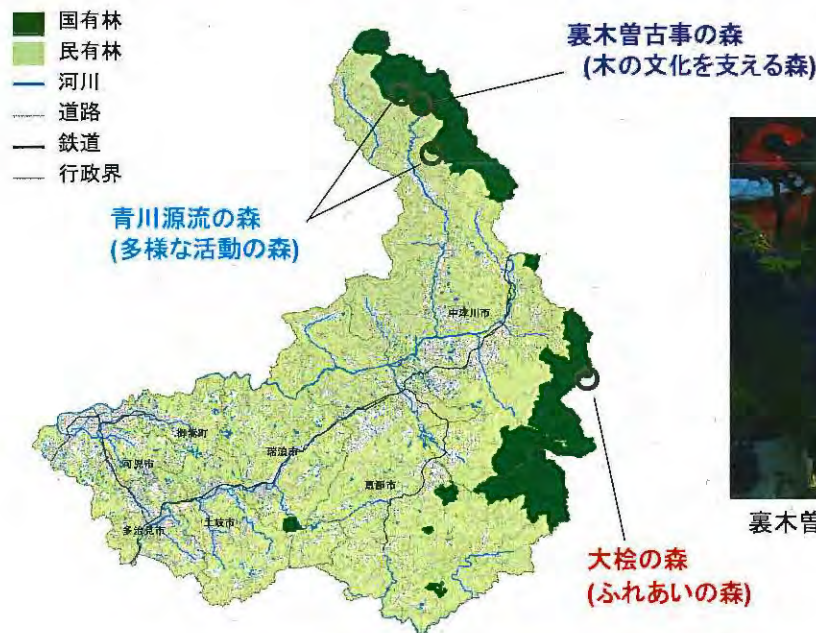 国有林
民有林
河川
道路
鉄道
行政界
裏木曽古事の森
(木の文化を支える森)
青川源流の森
(多様な活動の森)
中津川市
御嵩町
可児市
瑞浪市
恵那市
多治見市
土岐市
大桧の森
(ふれあいの森)
裏木曽